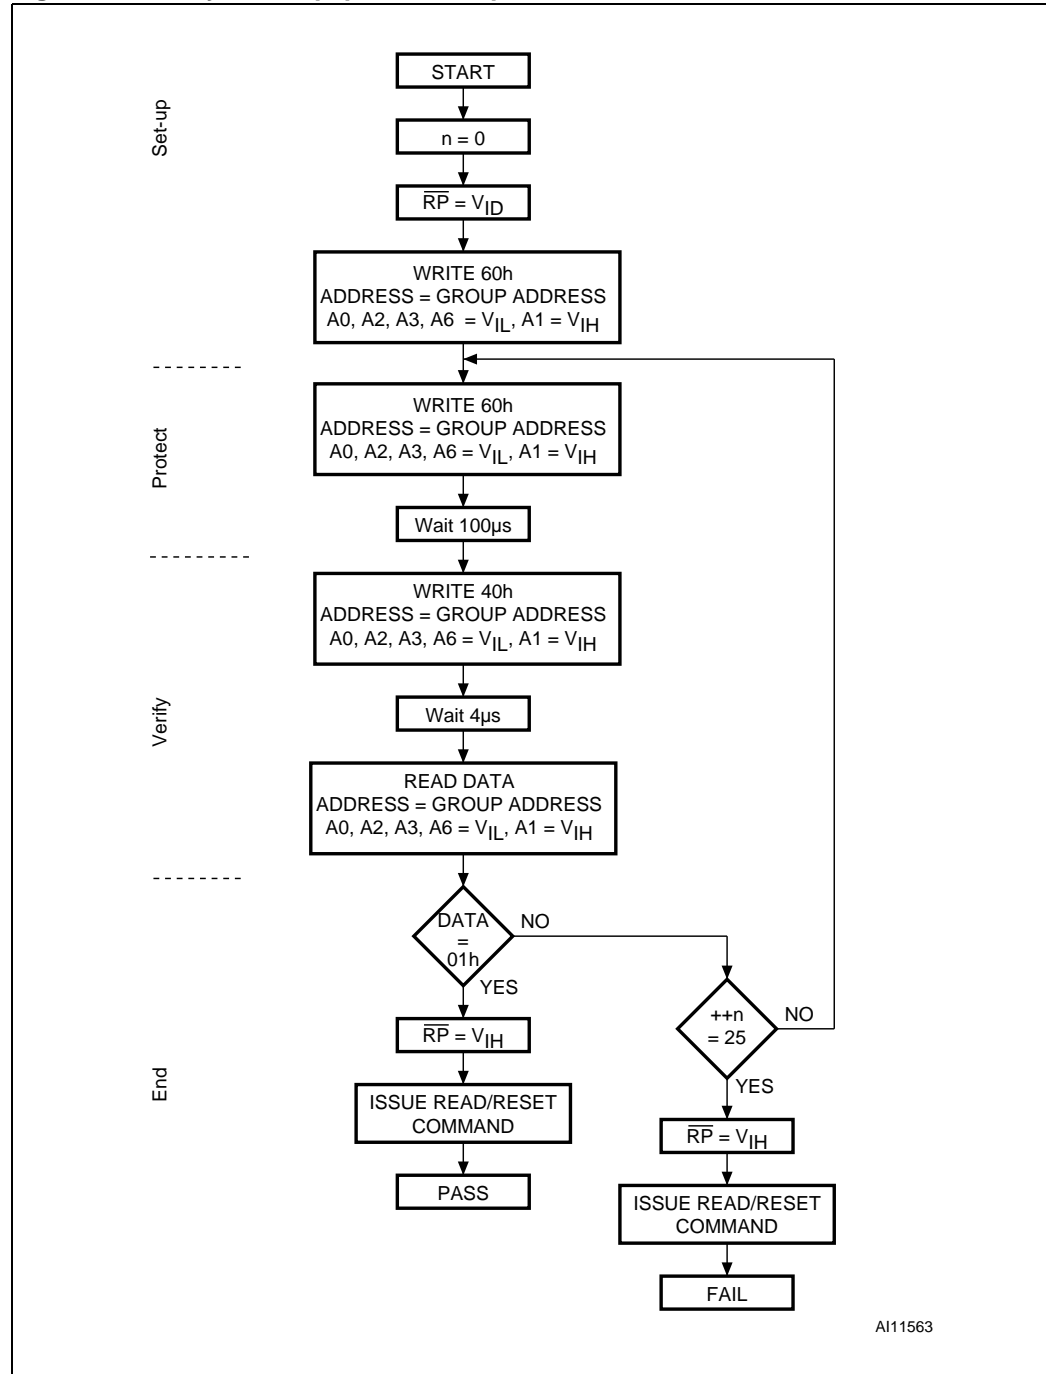 Set-up
START
n = 0
RP = VID
WRITE 60h
ADDRESS = GROUP ADDRESS
A0, A2, A3, A6 = VIL, A1 = VIH
Protect
WRITE 60h
ADDRESS = GROUP ADDRESS
A0, A2, A3, A6 = VIL, A1 = VIH
Wait 100µs
Verify
WRITE 40h
ADDRESS = GROUP ADDRESS
A0, A2, A3, A6 = VIL, A1 = VIH
Wait 4µs
READ DATA
ADDRESS = GROUP ADDRESS
A0, A2, A3, A6 = VIL, A1 = VIH
End
DATA
=
01h
NO
YES
++n
= 25
NO
YES
RP = VIH
ISSUE READ/RESET
COMMAND
PASS
RP = VIH
ISSUE READ/RESET
COMMAND
FAIL
AI11563